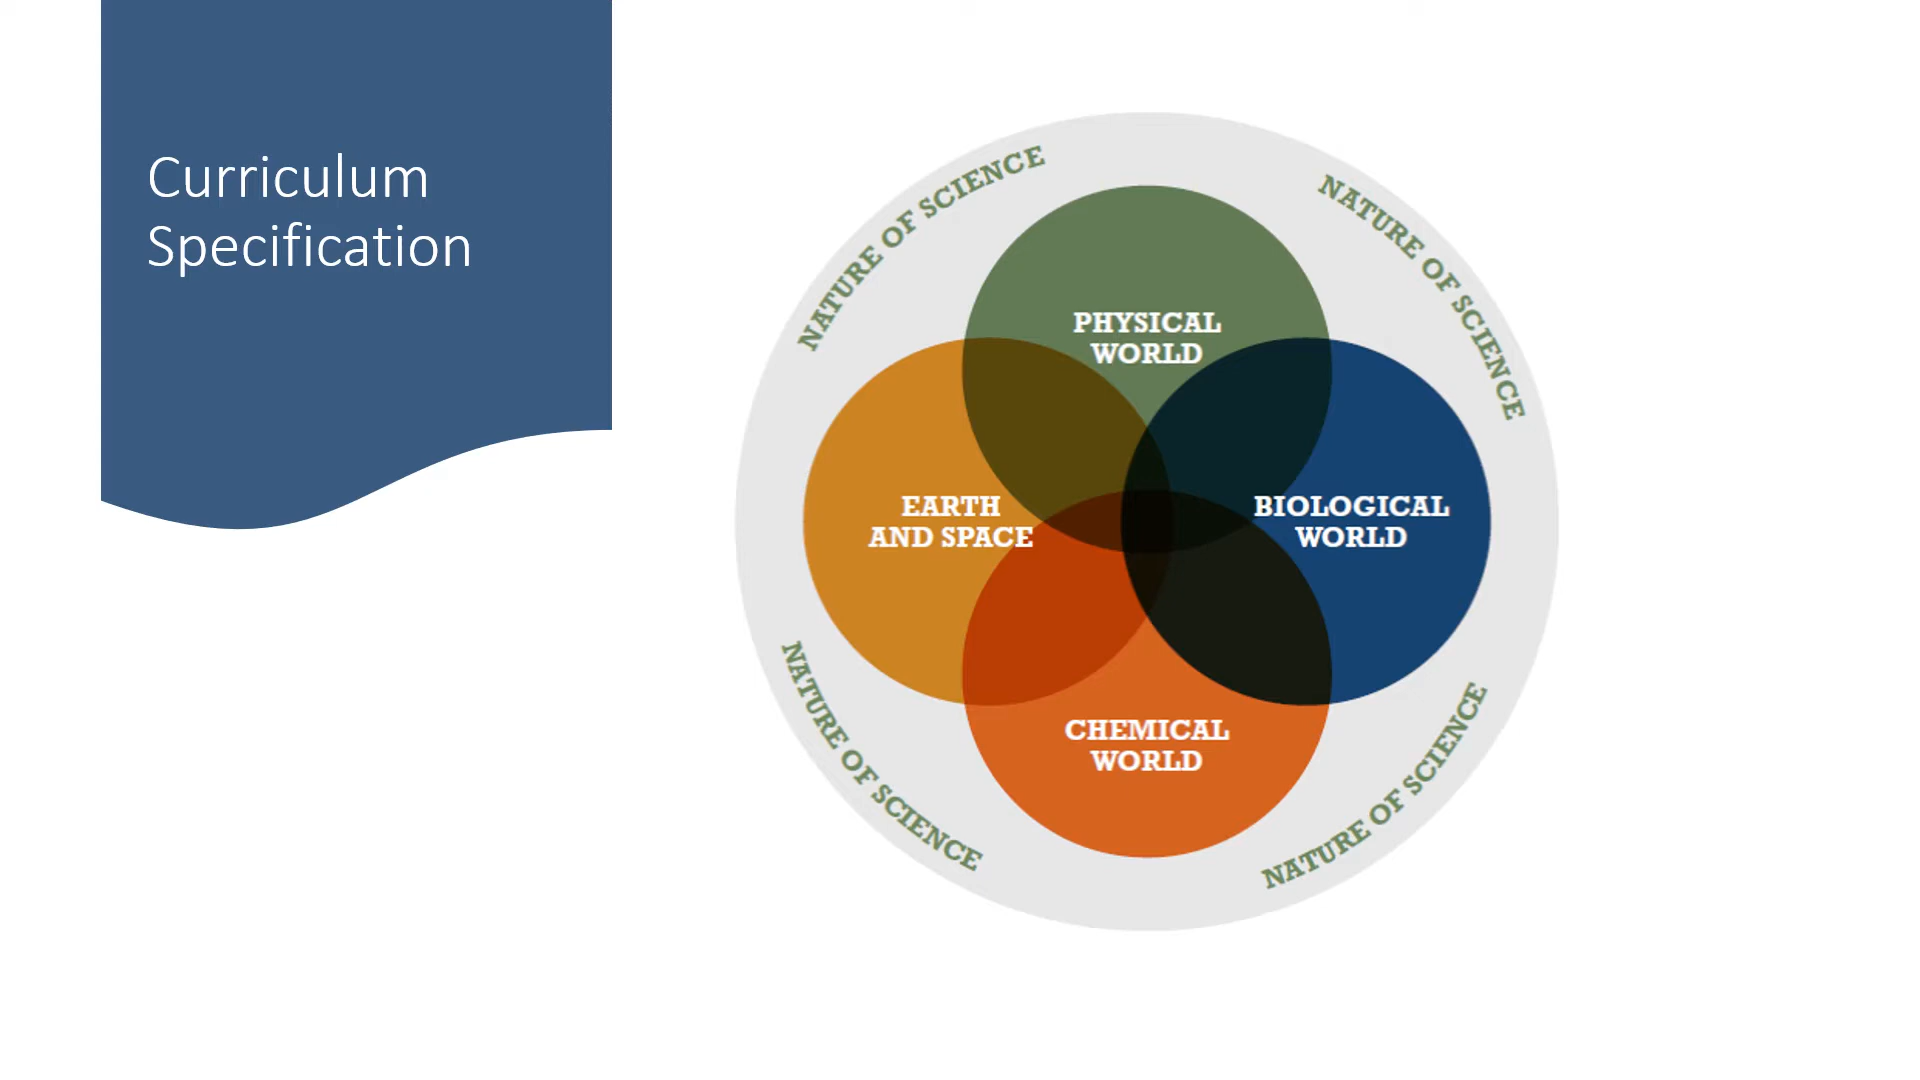 Curriculum
Specification
NATURE OF SCIENCE
NATURE OF SCIENCE
PHYSICAL
WORLD
EARTH
AND SPACE
BIOLOGICAL
WORLD
CHEMICAL
WORLD
NATURE OF SCIENCE
NATURE OF SCIENCE